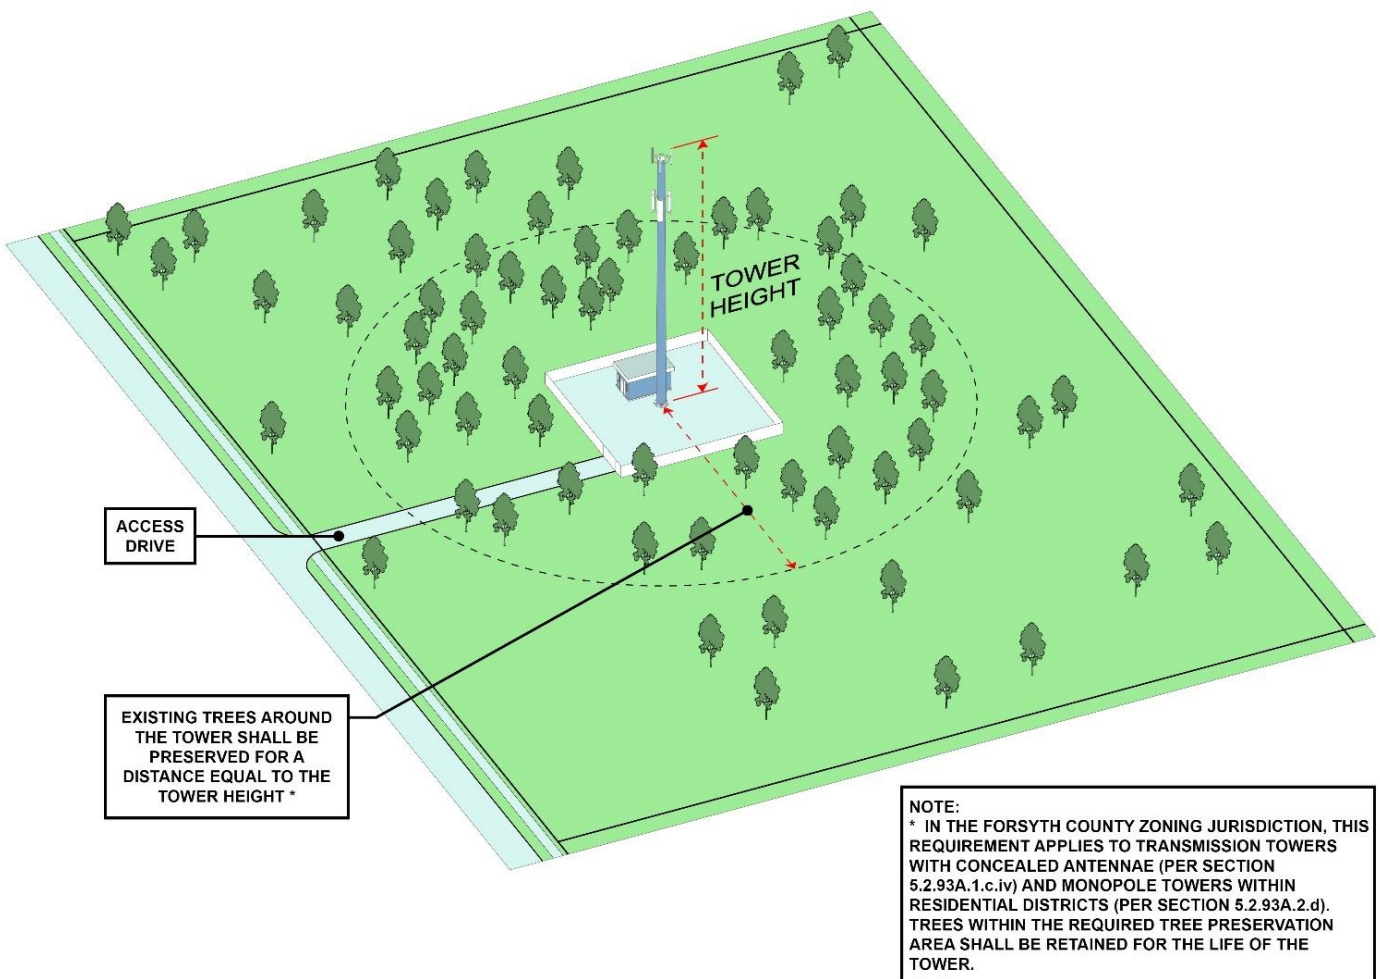 TOWER
HEIGHT
ACCESS
DRIVE
EXISTING TREES AROUND
THE TOWER SHALL BE
PRESERVED FOR A
DISTANCE EQUAL TO THE
TOWER HEIGHT *
NOTE:
* IN THE FORSYTH COUNTY ZONING JURISDICTION, THIS
REQUIREMENT APPLIES TO TRANSMISSION TOWERS
WITH CONCEALED ANTENNAE (PER SECTION
5.2.93A.1.c.iv) AND MONOPOLE TOWERS WITHIN
RESIDENTIAL DISTRICTS (PER SECTION 5.2.93A.2.d).
TREES WITHIN THE REQUIRED TREE PRESERVATION
AREA SHALL BE RETAINED FOR THE LIFE OF THE
TOWER.